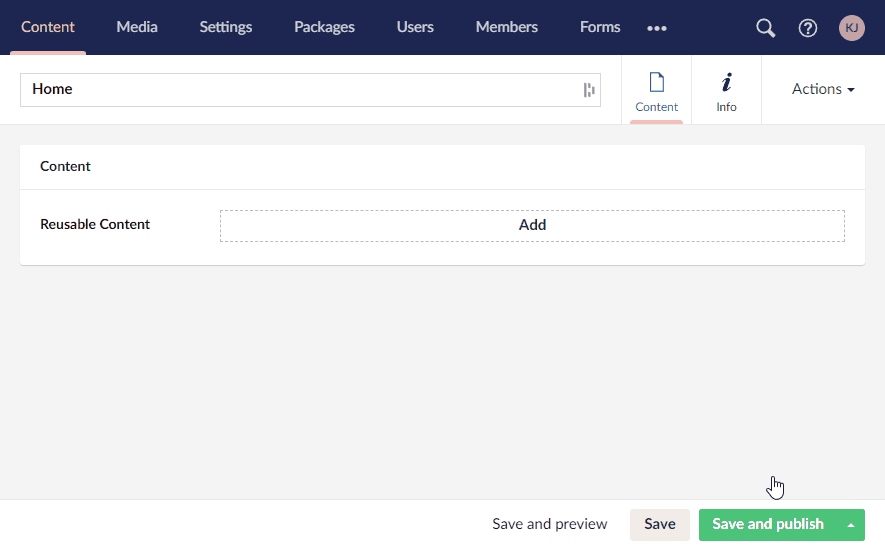 Content Media Settings Packages Users Members Forms ••• KJ
Home
Content
Info
Actions
Content
Reusable Content
Add
Save and preview
Save
Save and publish